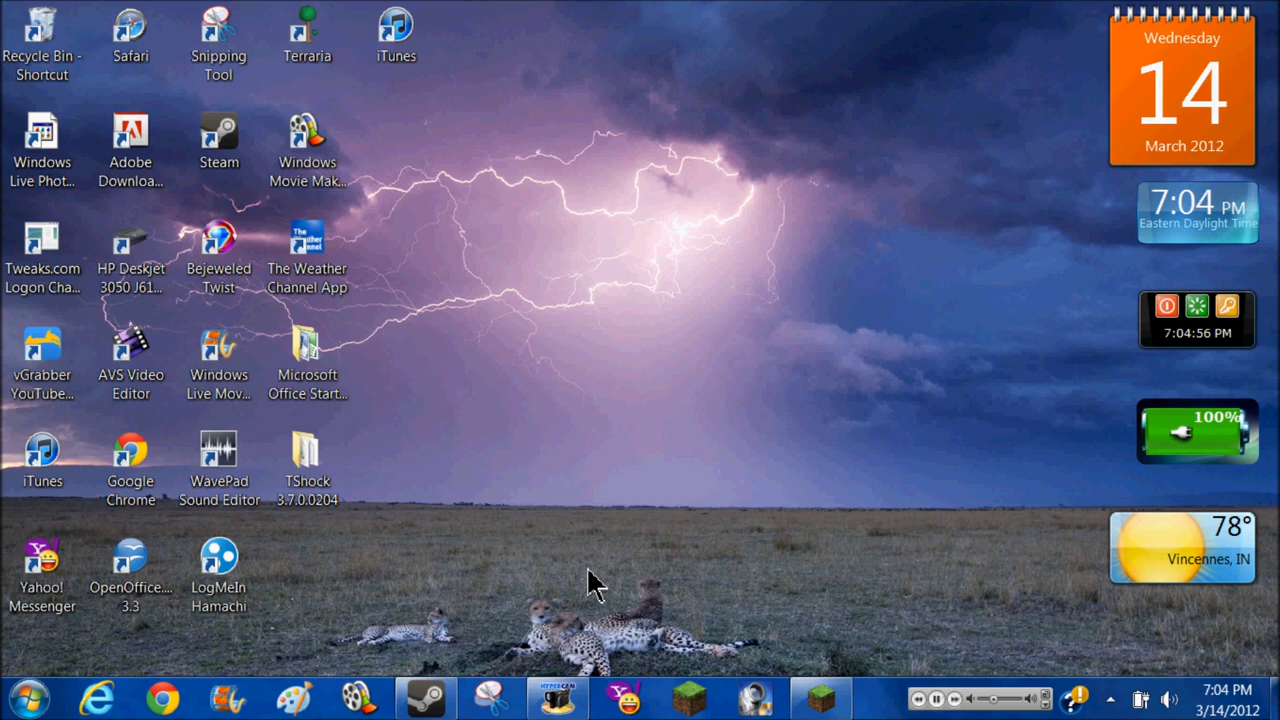 Recycle Bin -
Shortcut
Safari
Snipping
Tool
Terraria
iTunes
Windows
Live Phot...
Adobe
Downloa...
Steam
Windows
Movie Mak...
Tweaks.com
Logon Cha...
HP Deskjet
3050 J61...
Bejeweled
Twist
The
Weather
Channel
The Weather
Channel App
vGrabber
YouTube...
AVS Video
Editor
Windows
Live Mov...
Microsoft
Office Start...
iTunes
Google
Chrome
WavePad
Sound Editor
TShock
3.7.0.0204
Yahoo!
Messenger
OpenOffice....
3.3
LogMeIn
Hamachi
Wednesday
14
March 2012
7:04 PM
Eastern Daylight Time
7:04:56 PM
100%
78°
Vincennes, IN
HYPERCAM
7:04 PM
3/14/2012